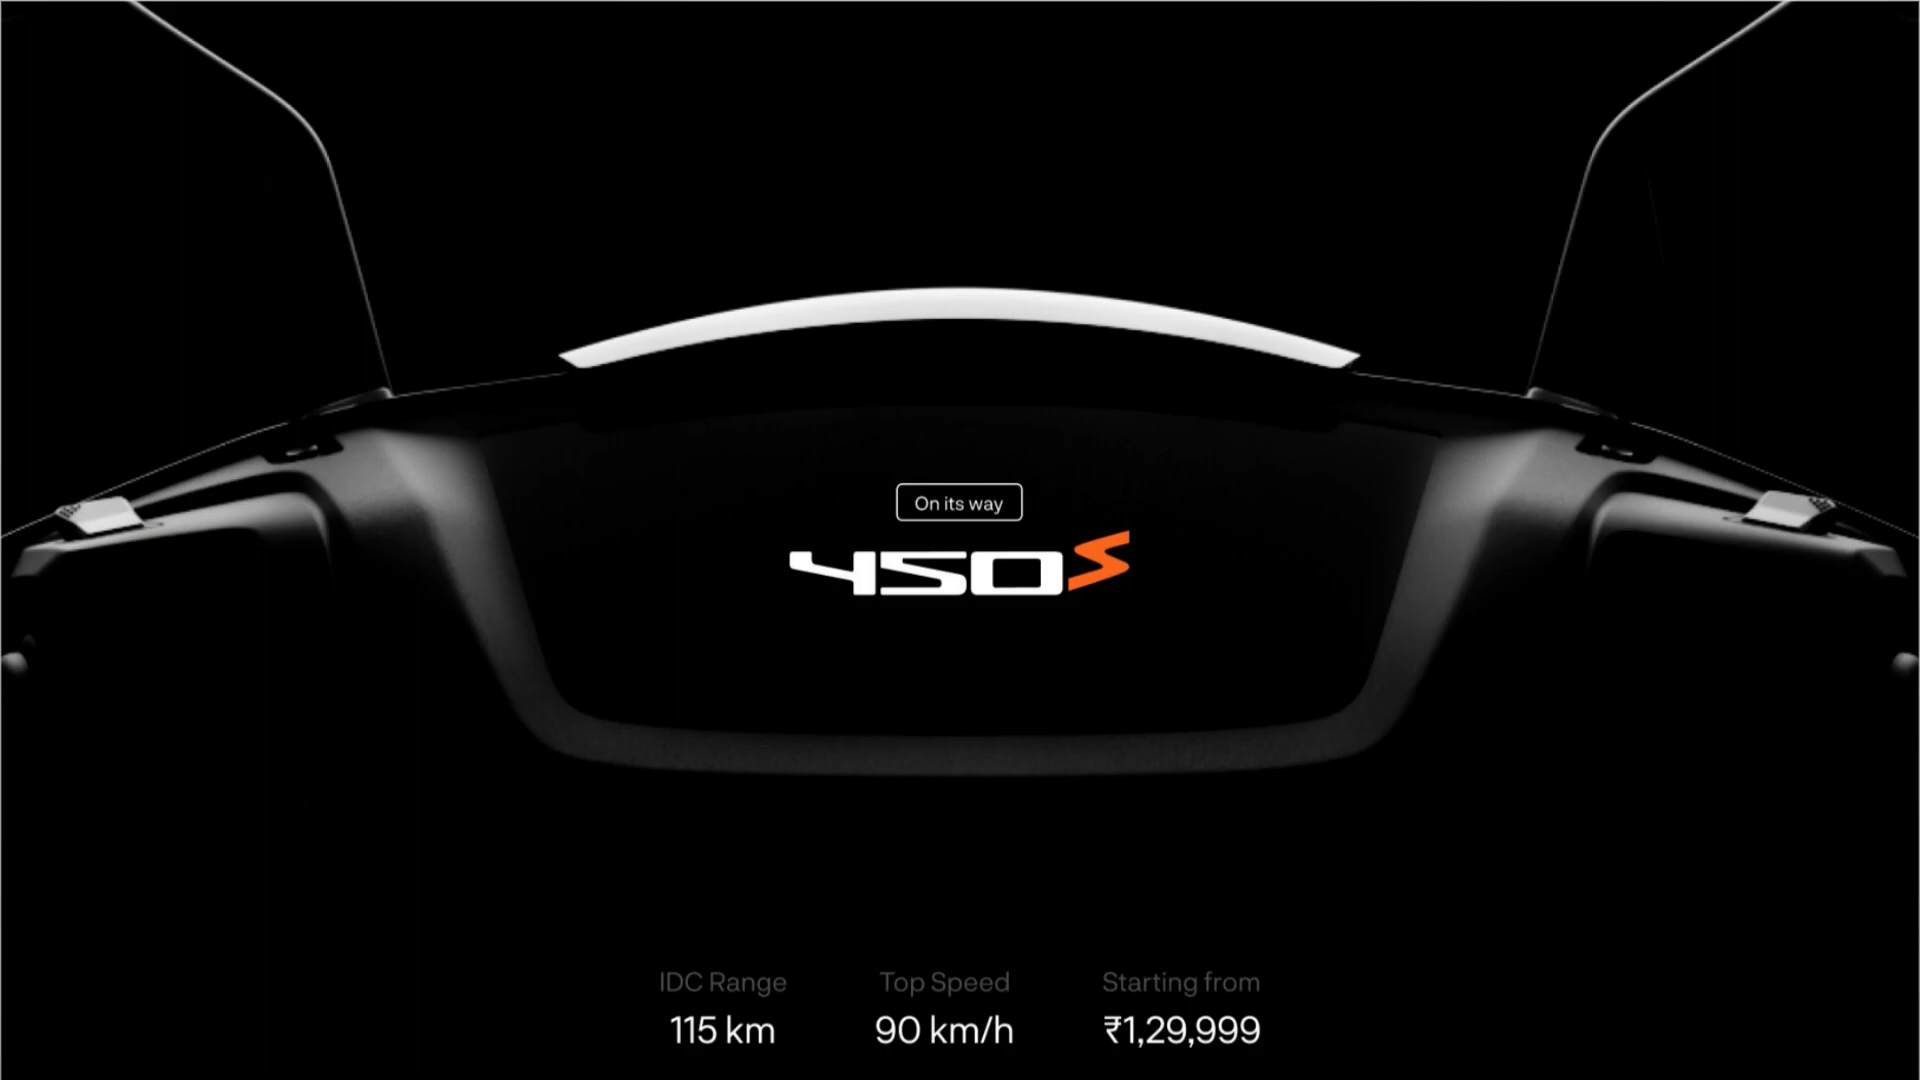 On its way
450S
IDC Range
Top Speed
Starting from
115 km
90 km/h
₹1,29,999